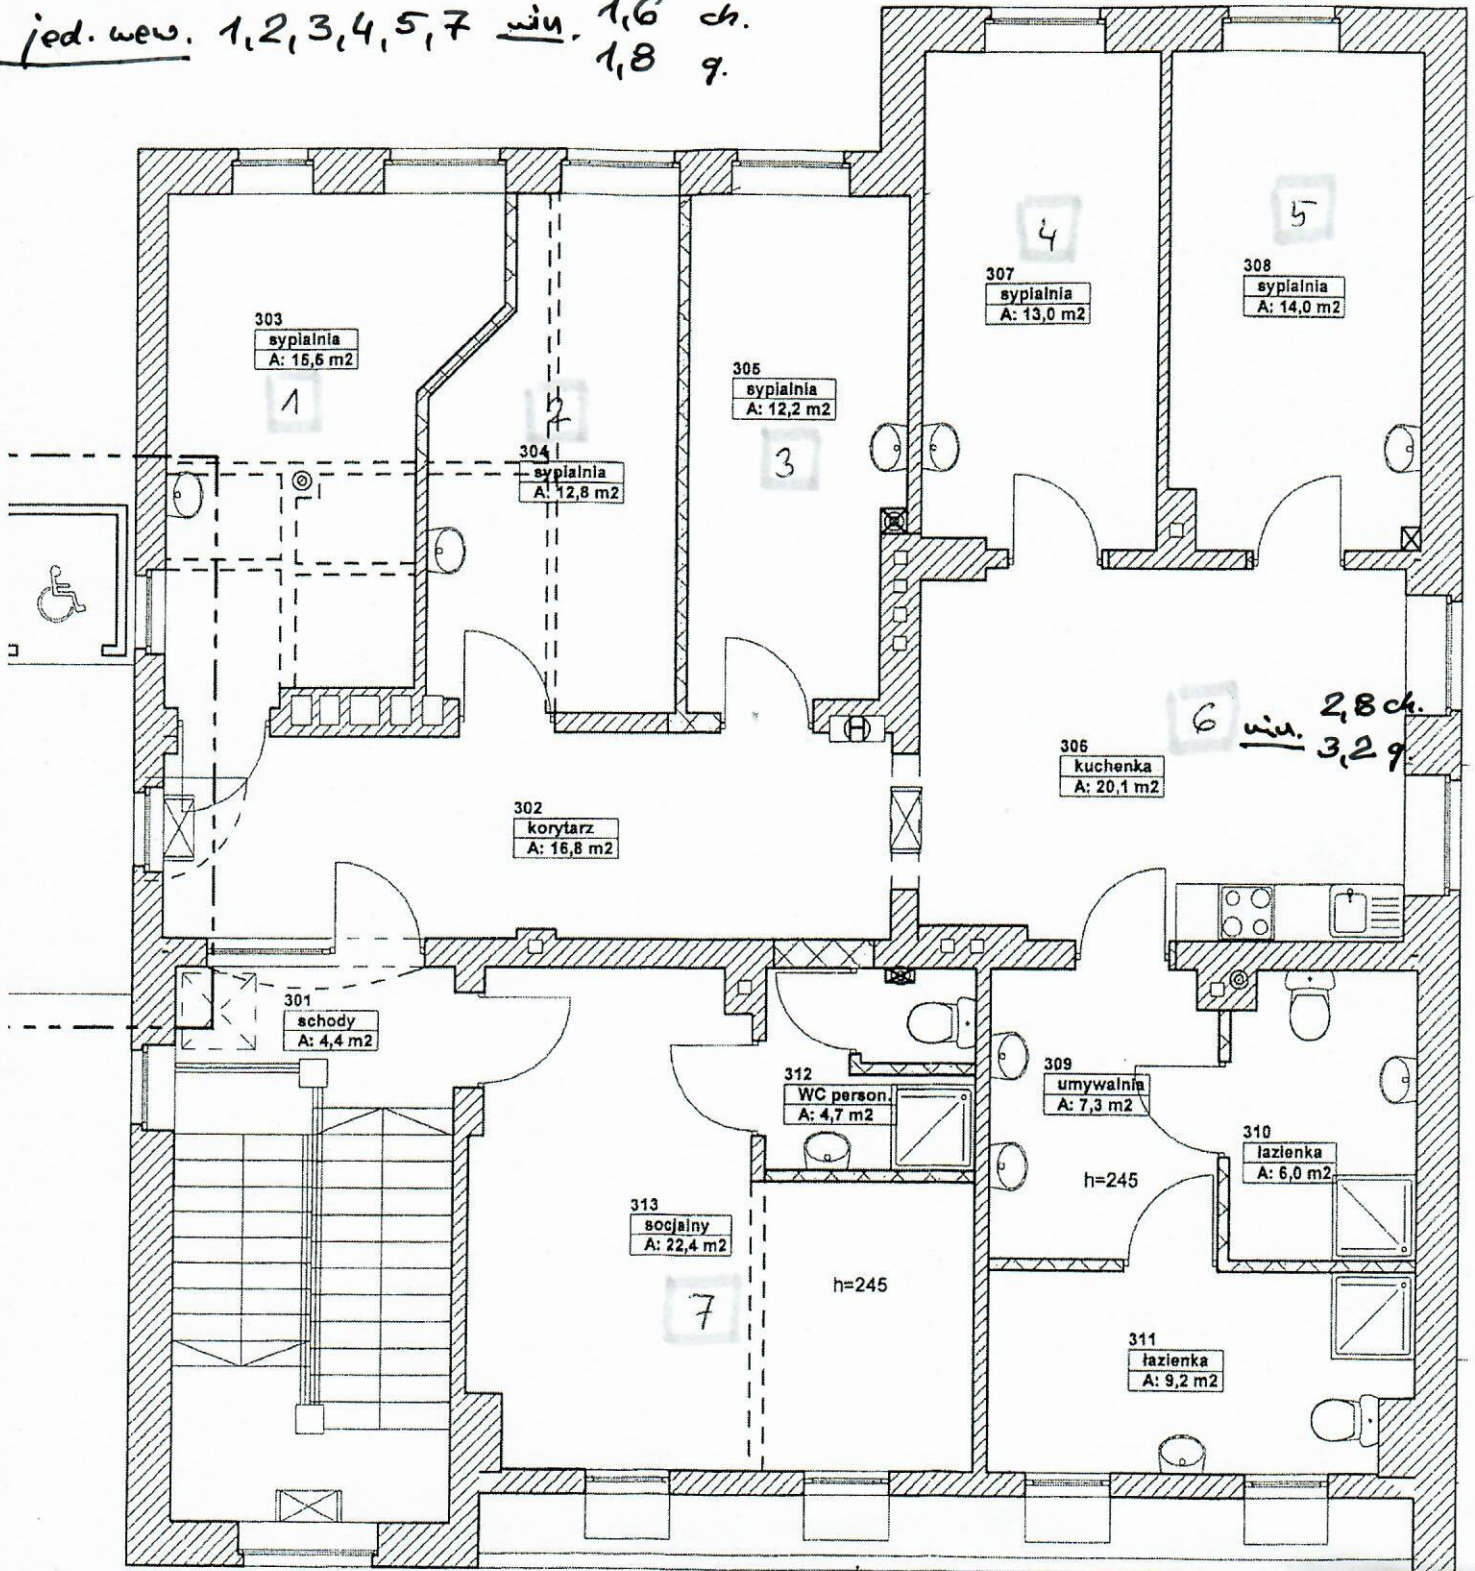 jed. wew. 1,2,3,4,5,7 min. 1,6 ch.
1,8 g.
4
5
307
sypialnia
A: 13,0 m2
308
sypialnia
A: 14,0 m2
303
sypialnia
A: 15,5 m2
1
2
304
sypialnia
A: 12,8 m2
305
sypialnia
A: 12,2 m2
3
6 min. 2,8 ch.
3,2 g.
306
kuchenka
A: 20,1 m2
302
korytarz
A: 16,8 m2
301
schody
A: 4,4 m2
312
WC person.
A: 4,7 m2
309
umywalnia
A: 7,3 m2
h=245
310
łazienka
A: 6,0 m2
313
socjalny
A: 22,4 m2
7
h=245
311
łazienka
A: 9,2 m2